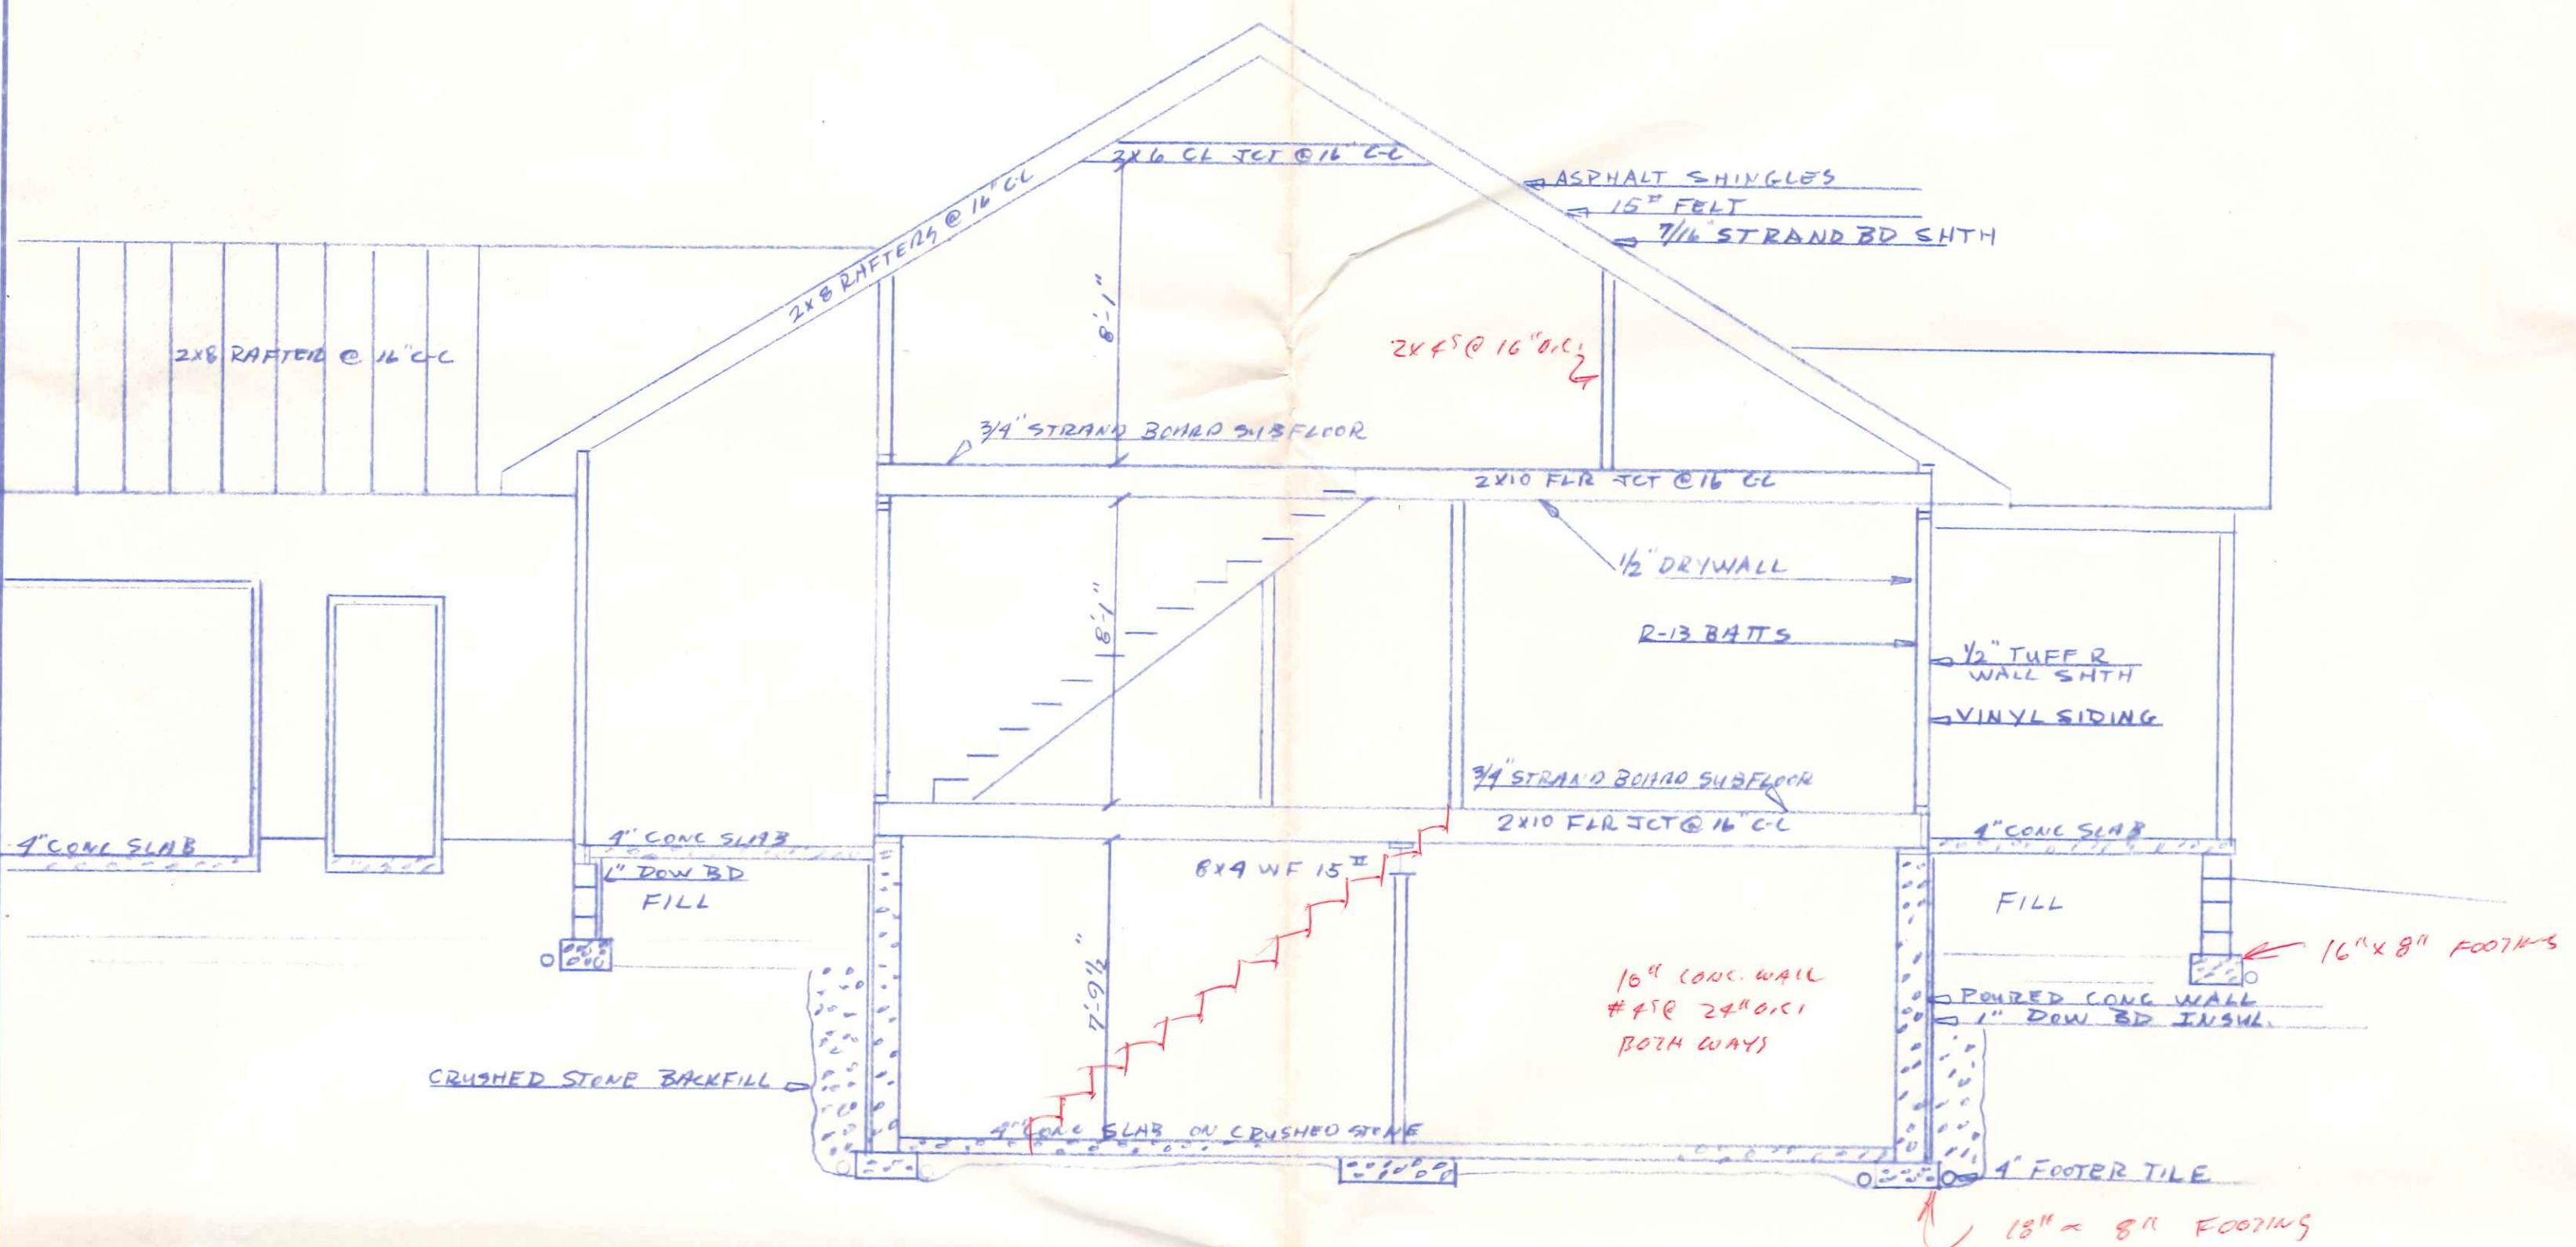 2X6 CL JCT @ 16" C-C
2X8 RAFTERS @ 16" C-C
ASPHALT SHINGLES
15# FELT
7/16" STRAND BD SHTH
2X8 RAFTER @ 16" C-C
8'-1"
2X4s @ 16" O.C.
3/4" STRAND BOARD SUBFLOOR
2X10 FLR JCT @ 16" C-C
1/2" DRYWALL
8'-1"
R-13 BATTS
1/2" TUFF R
WALL SHTH
VINYL SIDING
3/4" STRAND BOARD SUBFLOOR
2X10 FLR JCT @ 16" C-C
4" CONC SLAB
4" CONC SLAB
4" CONC SLAB
1" DOW BD
FILL
8X4 WF 15#
FILL
16" X 8" FOOTING
7'-9 1/2"
10" CONC. WALL
#4s @ 24" O.C.
BOTH WAYS
POURED CONC WALL
1" DOW BD INSUL.
CRUSHED STONE BACKFILL
4" CONC SLAB ON CRUSHED STONE
4" FOOTER TILE
18" X 8" FOOTING